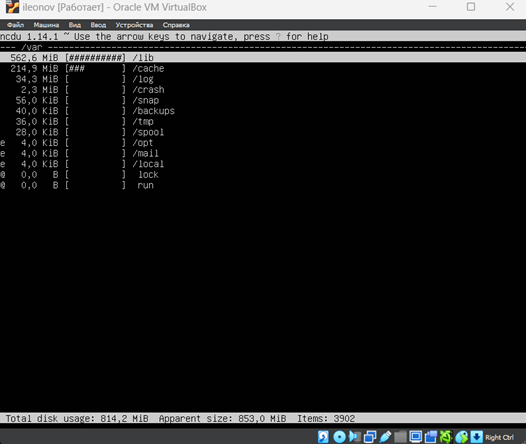 ileonov [Работает] - Oracle VM VirtualBox
Файл Машина Вид Ввод Устройства Справка
ncdu 1.14.1 ~ Use the arrow keys to navigate, press ? for help
--- /var ---
562,6 MiB [##########] /lib
214,9 MiB [### ] /cache
34,3 MiB [ ] /log
2,3 MiB [ ] /crash
56,0 KiB [ ] /snap
40,0 KiB [ ] /backups
36,0 KiB [ ] /tmp
28,0 KiB [ ] /spool
e 4,0 KiB [ ] /opt
e 4,0 KiB [ ] /mail
e 4,0 KiB [ ] /local
@ 0,0 B [ ] lock
@ 0,0 B [ ] run
Total disk usage: 814,2 MiB Apparent size: 853,0 MiB Items: 3902
Right Ctrl